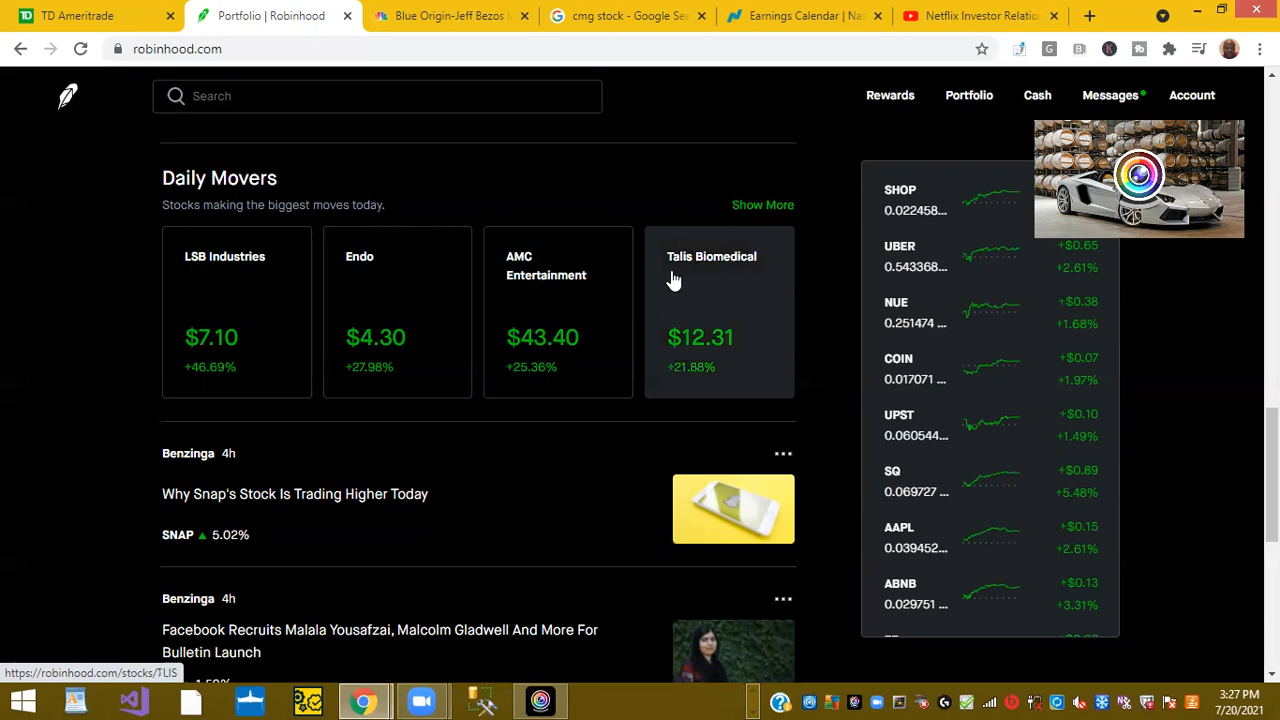 TD Ameritrade
Portfolio | Robinhood
Blue Origin-Jeff Bezos
cmg stock - Google Se
Earnings Calendar | Nas
Netflix Investor Relatio
robinhood.com
Search
Rewards
Portfolio
Cash
Messages
Account
Daily Movers
Stocks making the biggest moves today.
Show More
LSB Industries
$7.10
+46.69%
Endo
$4.30
+27.98%
AMC
Entertainment
$43.40
+25.36%
Talis Biomedical
$12.31
+21.88%
Benzinga 4h
Why Snap's Stock Is Trading Higher Today
SNAP ▲ 5.02%
Benzinga 4h
Facebook Recruits Malala Yousafzai, Malcolm Gladwell And More For
Bulletin Launch
SHOP
0.022458...
UBER
0.543368...
+$0.65
+2.61%
NUE
0.251474 ...
+$0.38
+1.68%
COIN
0.017071 ...
+$0.07
+1.97%
UPST
0.060544...
+$0.10
+1.49%
SQ
0.069727 ...
+$0.89
+5.48%
AAPL
0.039452...
+$0.15
+2.61%
ABNB
0.029751 ...
+$0.13
+3.31%
https://robinhood.com/stocks/TLIS
3:27 PM
7/20/2021